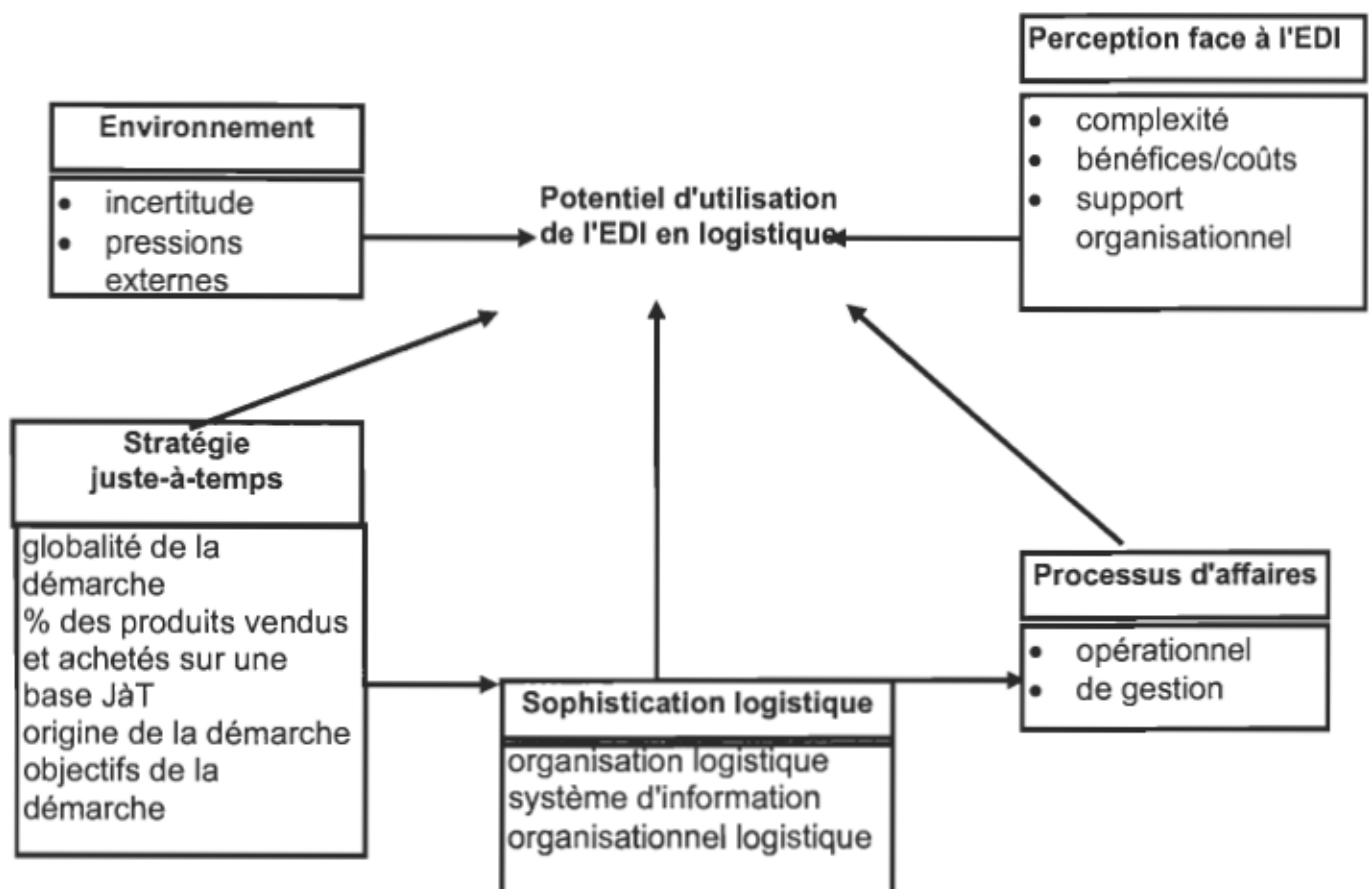 Perception face à l'EDI
• complexité
• bénéfices/coûts
• support
organisationnel
Environnement
• incertitude
• pressions
externes
Potentiel d'utilisation
de l'EDI en logistique
Stratégie
juste-à-temps
globalité de la
démarche
% des produits vendus
et achetés sur une
base JàT
origine de la démarche
objectifs de la
démarche
Sophistication logistique
organisation logistique
système d'information
organisationnel logistique
Processus d'affaires
• opérationnel
• de gestion